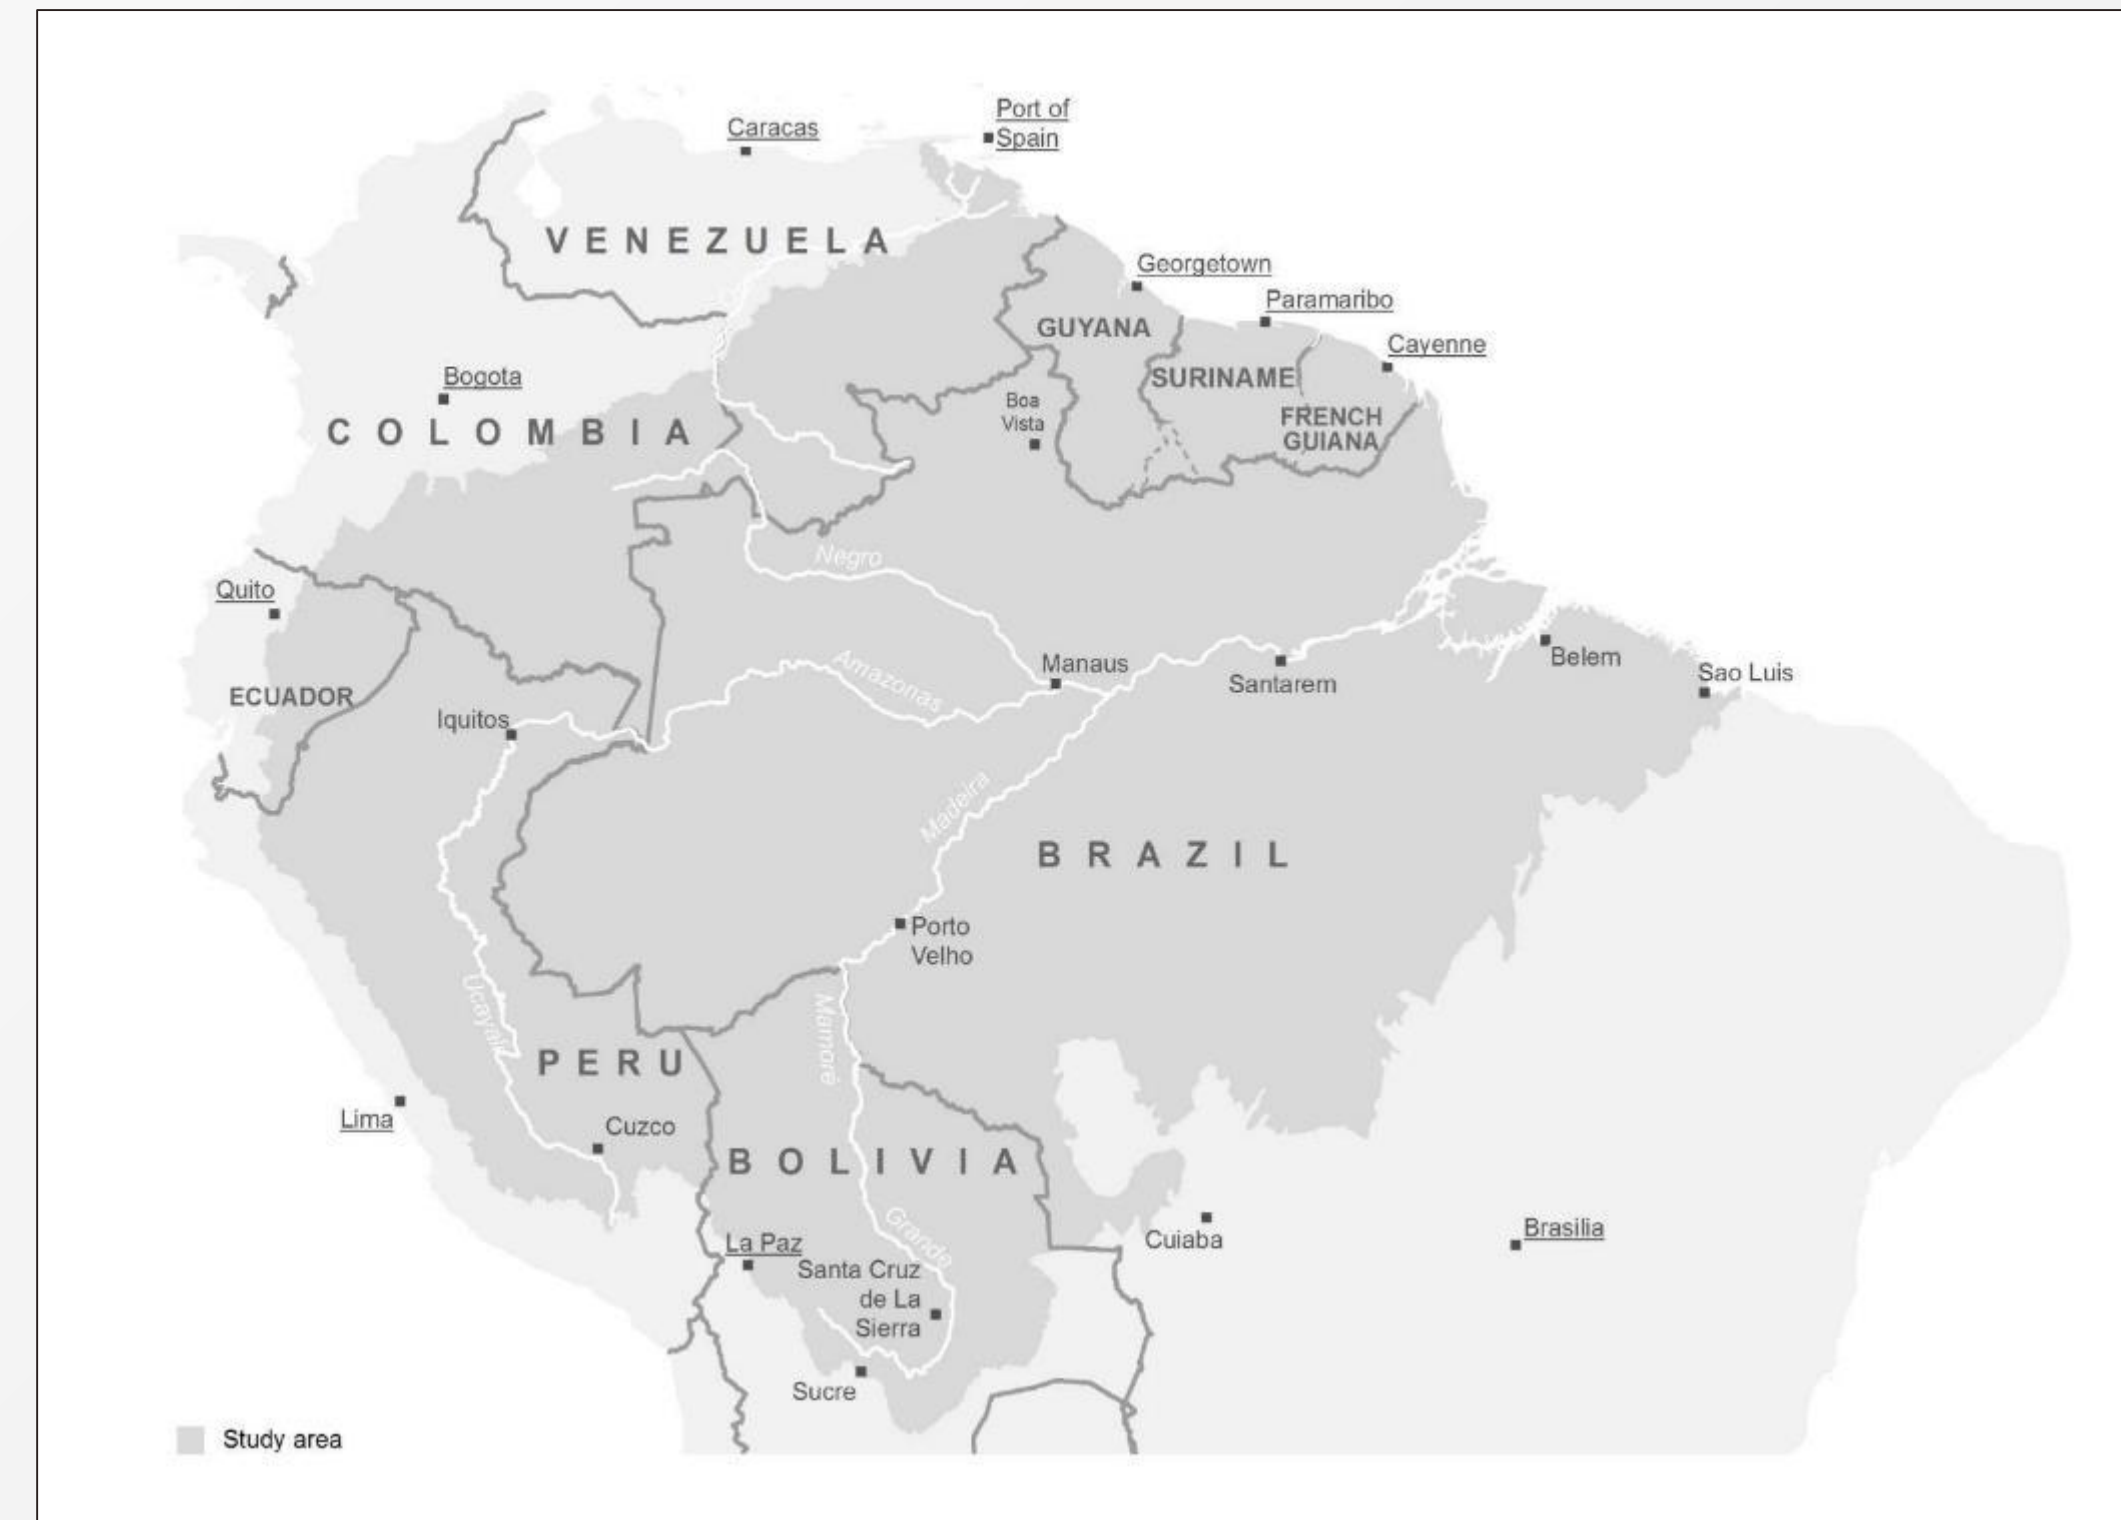 Port of
Spain
Caracas
VENEZUELA
Georgetown
Paramaribo
GUYANA
Cayenne
SURINAME
Bogota
Boa
Vista
FRENCH
GUIANA
COLOMBIA
Negro
Quito
Manaus
Amazonas
Belem
Santarem
Sao Luis
ECUADOR
Iquitos
Madeira
BRAZIL
Porto
Velho
Ucayali
Mamoré
PERU
Lima
Cuzco
BOLIVIA
Grande
Cuiaba
Brasilia
La Paz
Santa Cruz
de La
Sierra
Sucre
Study area